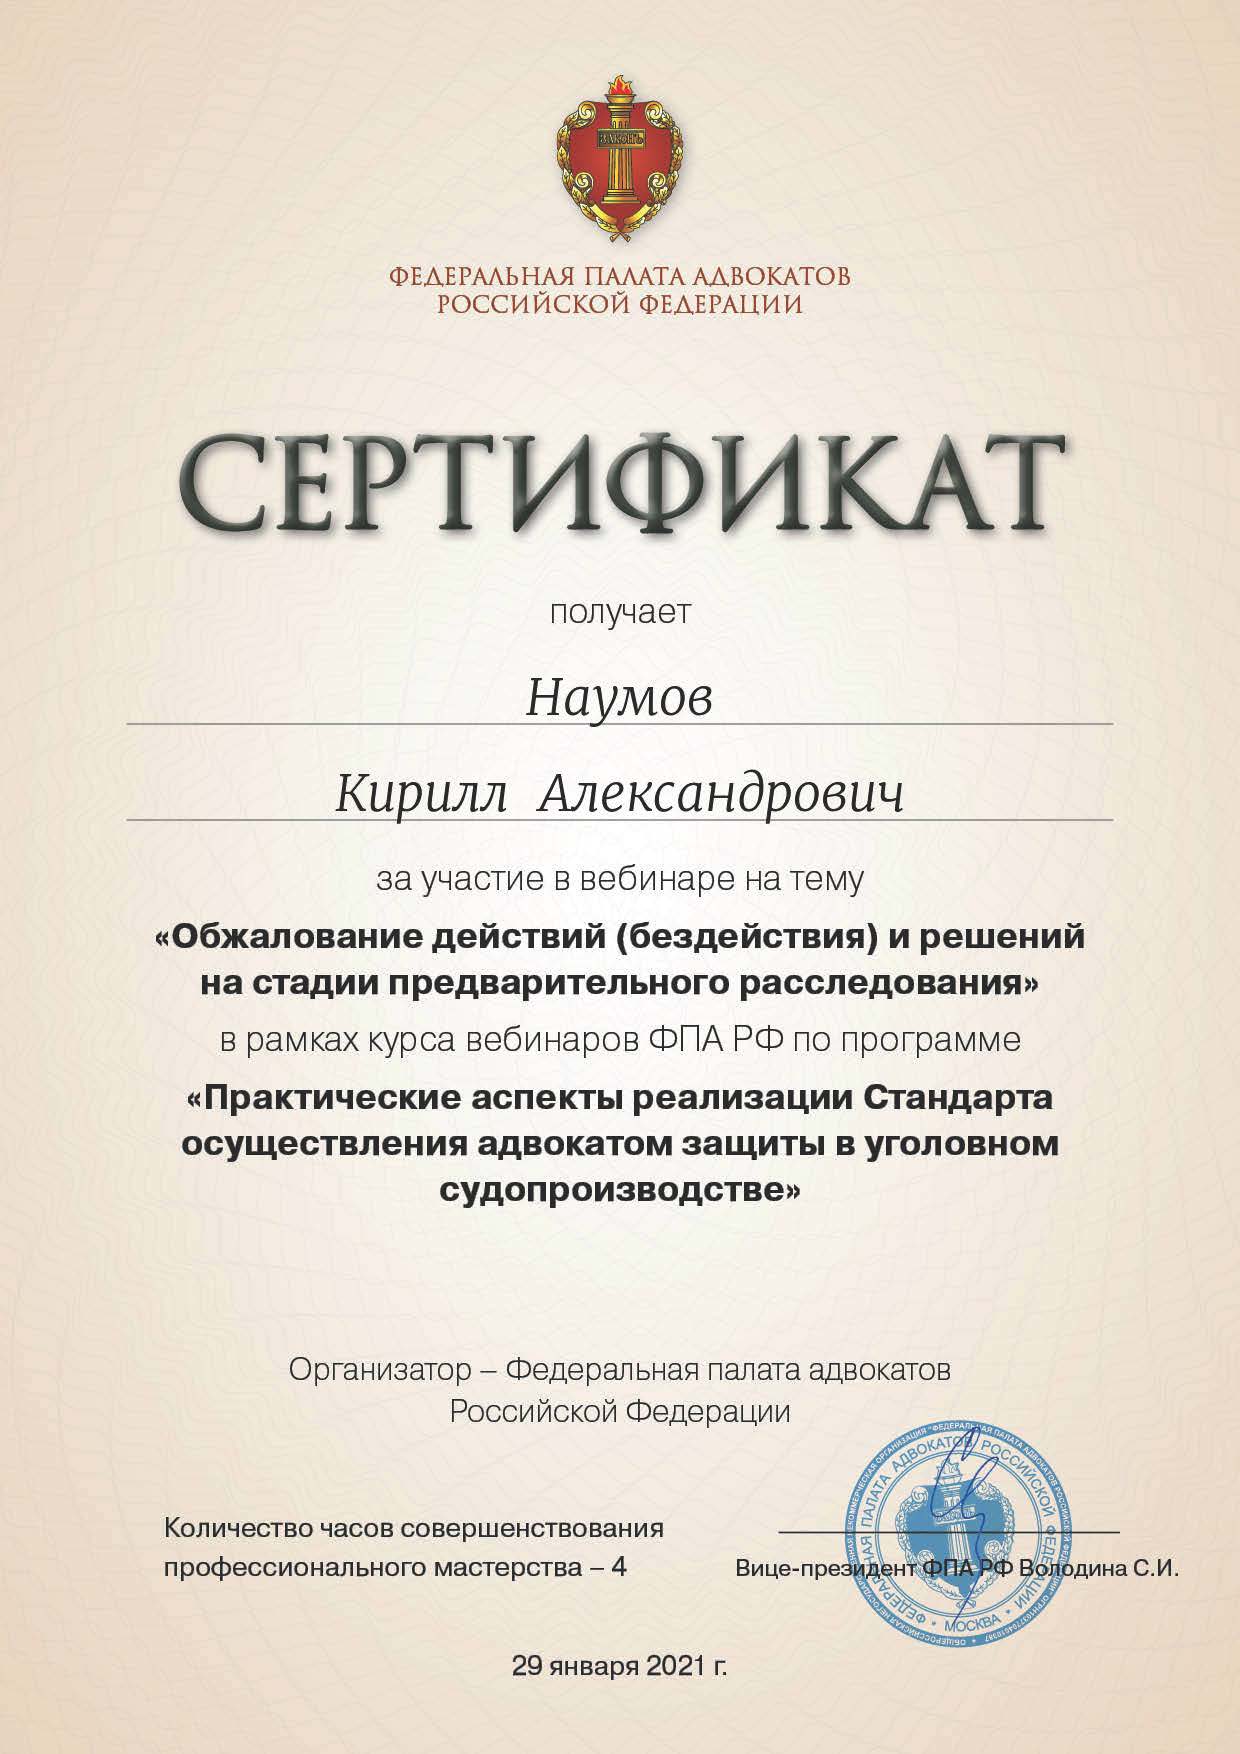 ЗАКОНЪ
ФЕДЕРАЛЬНАЯ ПАЛАТА АДВОКАТОВ
РОССИЙСКОЙ ФЕДЕРАЦИИ
СЕРТИФИКАТ
получает
Наумов
Кирилл Александрович
за участие в вебинаре на тему
«Обжалование действий (бездействия) и решений
на стадии предварительного расследования»
в рамках курса вебинаров ФПА РФ по программе
«Практические аспекты реализации Стандарта
осуществления адвокатом защиты в уголовном
судопроизводстве»
Организатор – Федеральная палата адвокатов
Российской Федерации
Количество часов совершенствования
профессионального мастерства – 4
Вице-президент ФПА РФ Володина С.И.
ФЕДЕРАЛЬНАЯ ПАЛАТА АДВОКАТОВ РОССИЙСКОЙ ФЕДЕРАЦИИ
* МОСКВА *
29 января 2021 г.